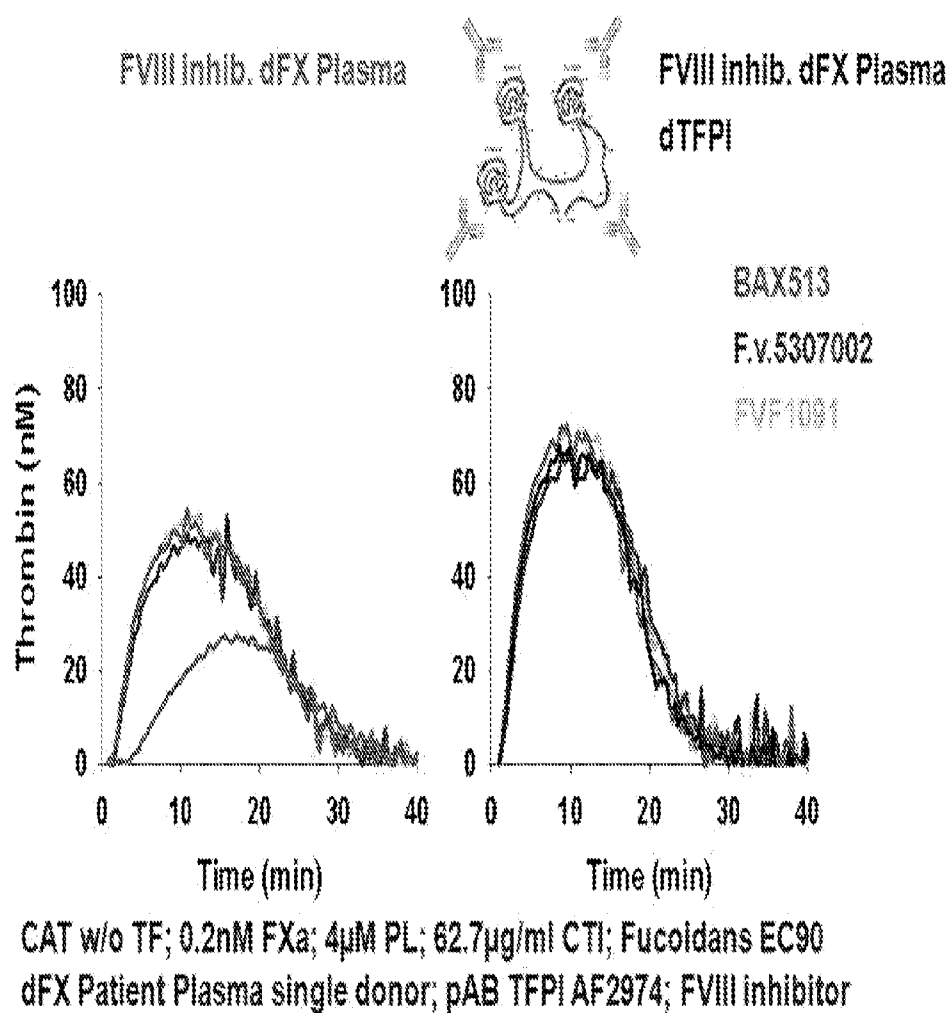 FVIII inhib. dFX Plasma
FVIII inhib. dFX Plasma
dTFPI
BAX513
F.v.5307002
FVF1091
Thrombin (nM)
100
80
60
40
20
0
0 10 20 30 40
Time (min)
100
80
60
40
20
0
0 10 20 30 40
Time (min)
CAT w/o TF; 0.2nM FXa; 4µM PL; 62.7µg/ml CTI; Fucoidans EC90
dFX Patient Plasma single donor; pAB TFPI AF2974; FVIII inhibitor